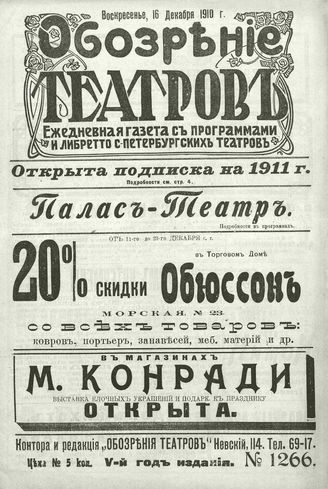 Воскресенье, 16 Декабря 1910 г.
Обозрѣніе
ТЕАТРОВЪ
Ежедневная газета съ программами
и либретто С-Петербургскихъ театровъ
Открыта подписка на 1911 г.
Подробности см. стр. 4.
Паласъ-Театръ.
Подробности въ программахъ.
ОТЪ 11-го до 23-го ДЕКАБРЯ с. г.
въ Торговомъ Домѣ
20% СКИДКИ Обюссонъ
МОРСКАЯ, № 23.
со всѣхъ товаровъ:
ковровъ, портьеръ, занавѣсей, меб. матерій и др.
ВЪ МАГАЗИНАХЪ
М. КОНРАДИ
ВЫСТАВКА ЕЛОЧНЫХЪ УКРАШЕНІЙ И ПОДАРК. КЪ ПРАЗДНИКУ
ОТКРЫТА.
Контора и редакція „ОБОЗРѢНІЯ ТЕАТРОВЪ" Невскій, 114. Тел. 69-17.
Цѣна № 5 коп. V-й годъ изданія. № 1266.